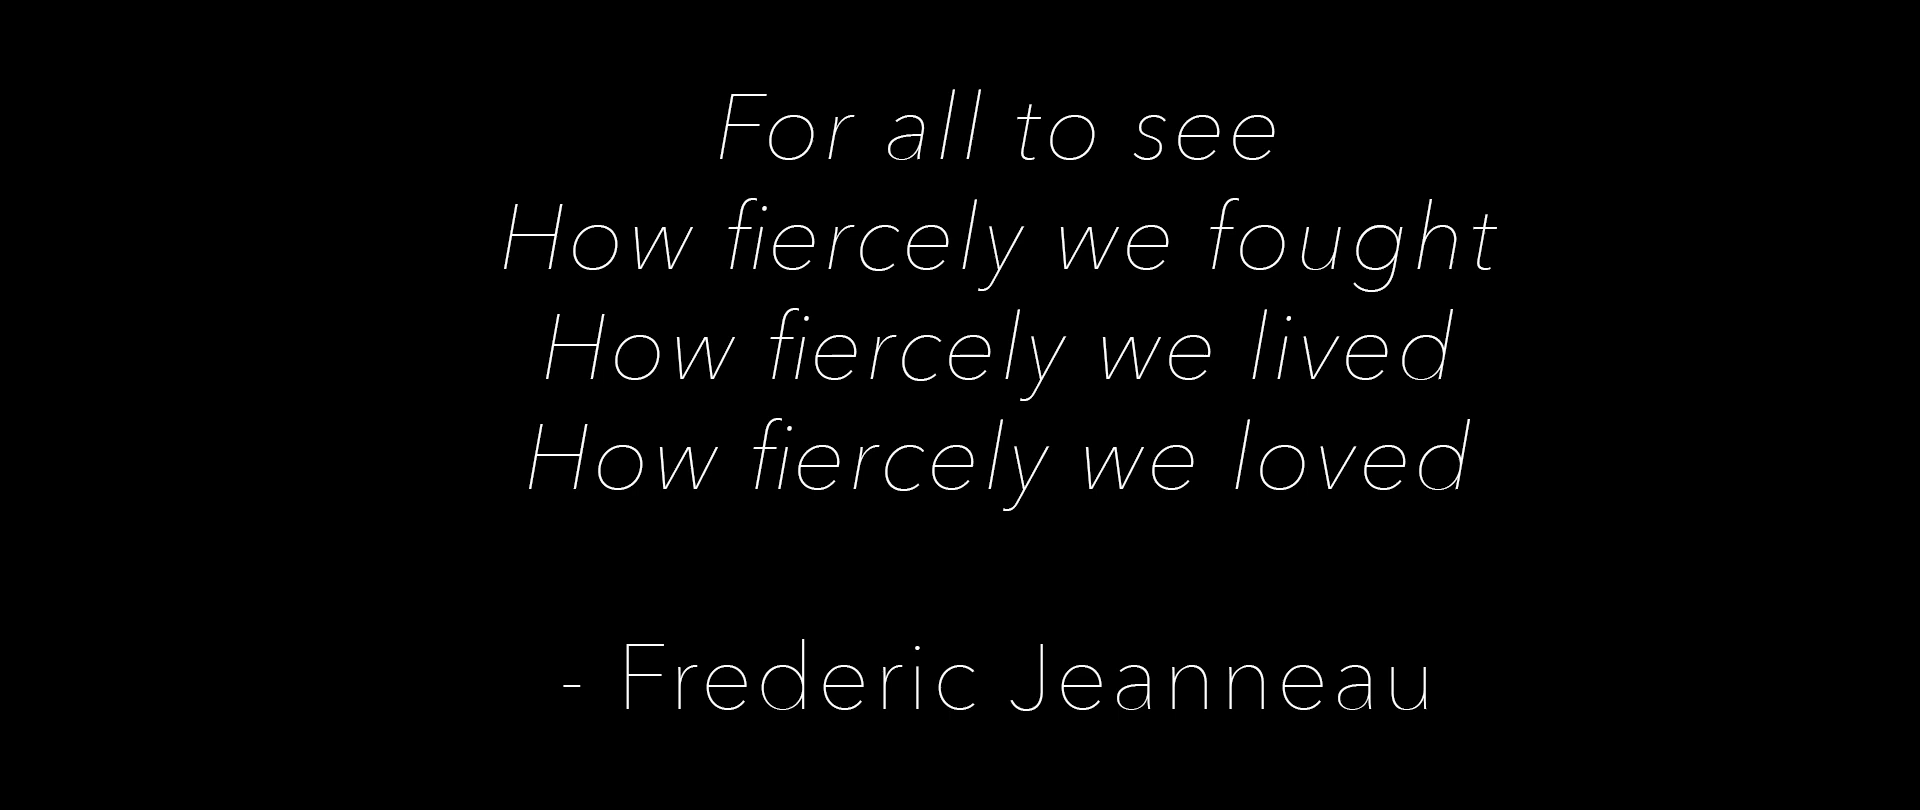 For all to see
How fiercely we fought
How fiercely we lived
How fiercely we loved
- Frederic Jeanneau